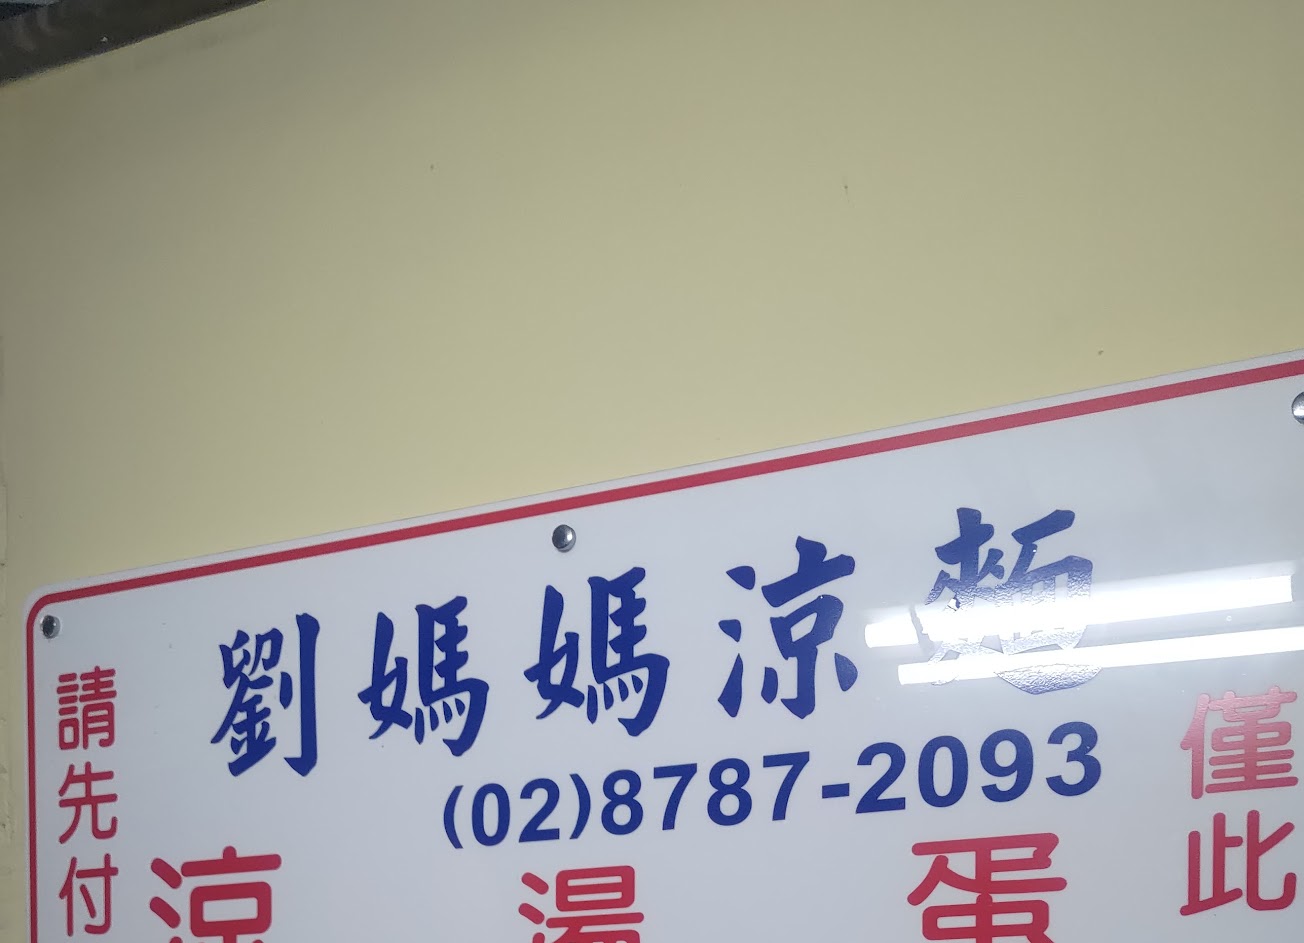 劉媽媽涼麵
(02)8787-2093
請先付
僅此
涼 湯 蛋